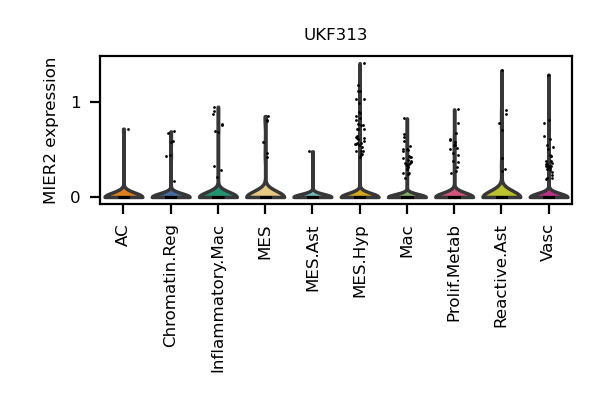 UKF313
MIER2 expression
1
0
AC
Chromatin.Reg
Inflammatory.Mac
MES
MES.Ast
MES.Hyp
Mac
Prolif.Metab
Reactive.Ast
Vasc